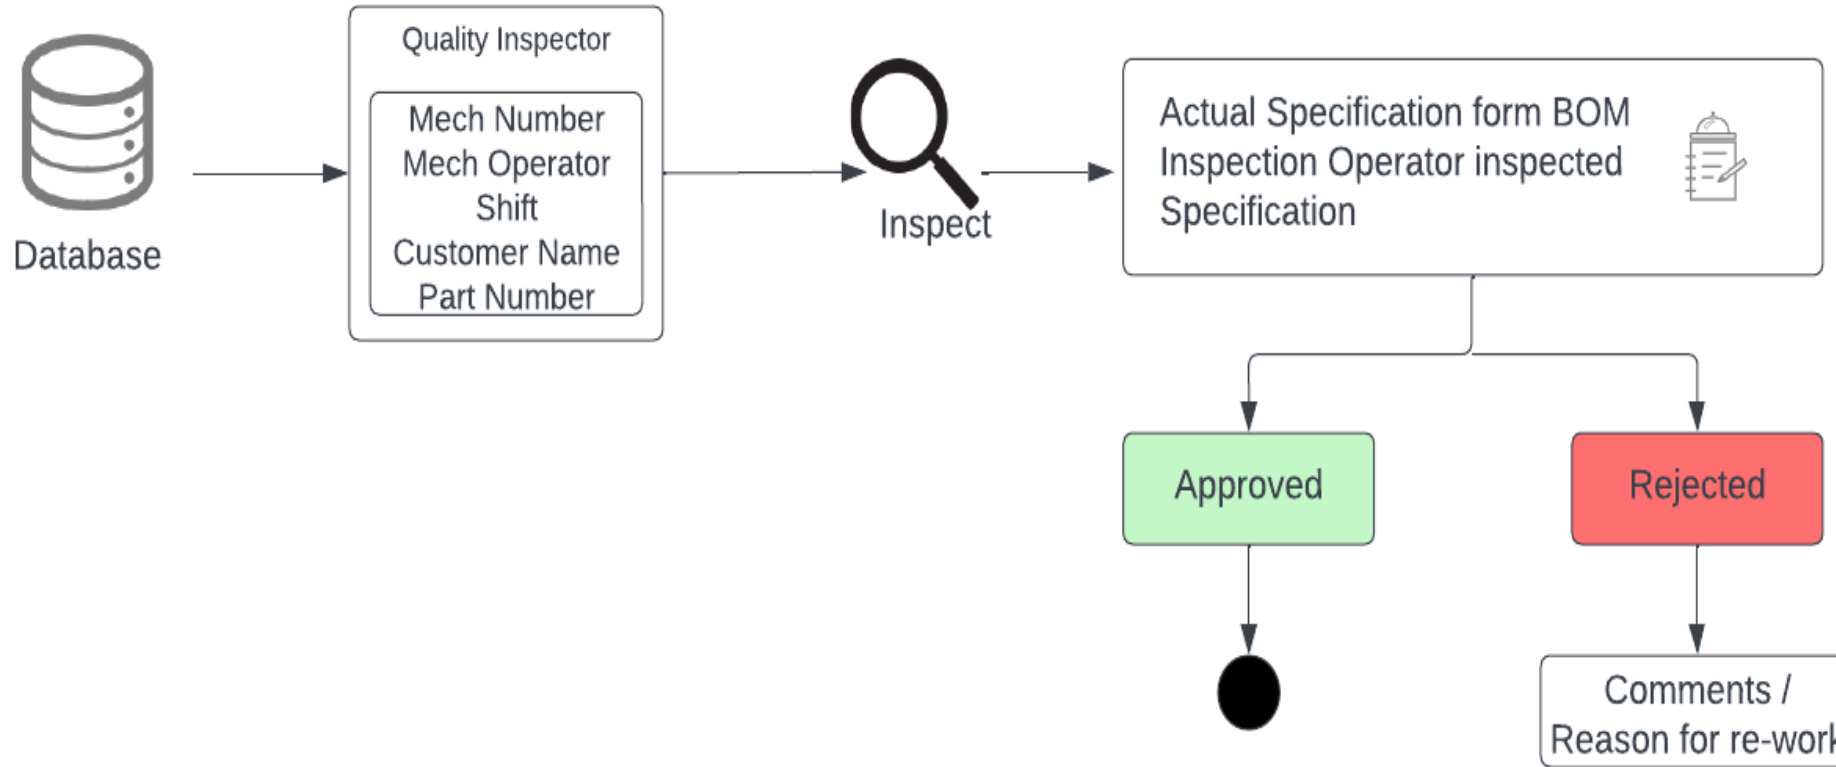 Database
Quality Inspector
Mech Number
Mech Operator
Shift
Customer Name
Part Number
Inspect
Actual Specification form BOM
Inspection Operator inspected
Specification
Approved
Rejected
Comments /
Reason for re-work